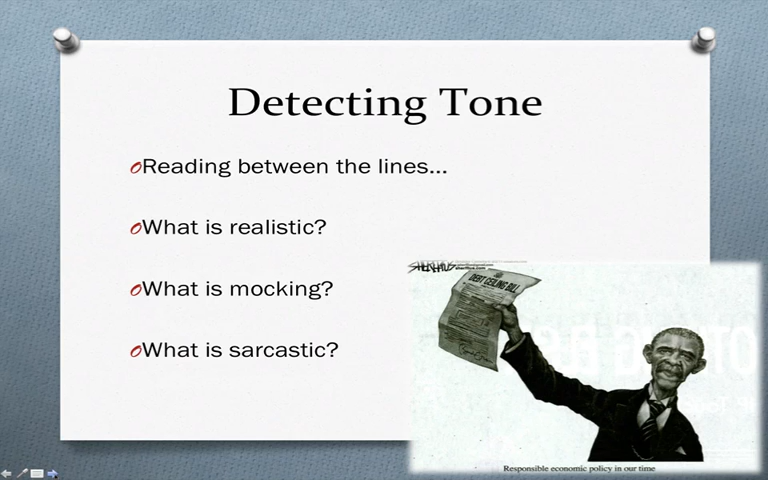 Detecting Tone
Reading between the lines...
What is realistic?
What is mocking?
What is sarcastic?
DEBT CEILING BILL
Responsible economic policy in our time